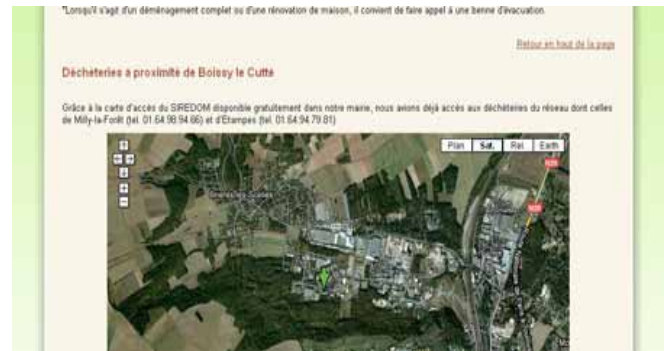 "Lorsqu'il s'agit d'un déménagement complet ou d'une rénovation de maison, il convient de faire appel à une benne d'évacuation.
Retour en haut de la page
Déchèteries à proximité de Boissy le Cutté
Grâce à la carte d'accès du SIREDOM disponible gratuitement dans notre mairie, nous avions déjà accès aux déchèteries du réseau dont celles
de Milly-la-Forêt (tel. 01.64.98.94.66) et d'Etampes (tel. 01.64.94.79.81)
Plan Sat. Rel. Earth
N20
N20